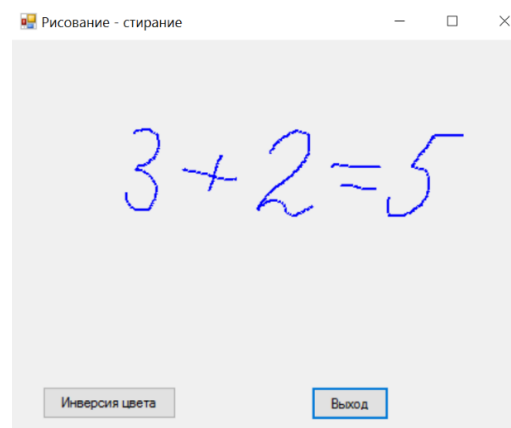 Рисование - стирание
3 + 2 = 5
Инверсия цвета
Выход